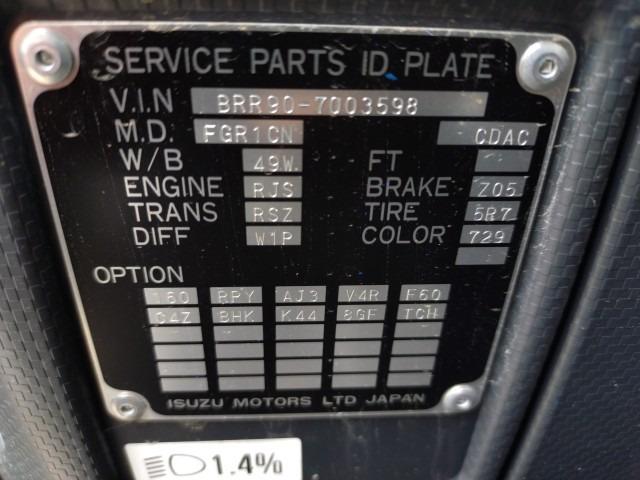 SERVICE PARTS ID PLATE
V.I.N BRR90-7003598
M.D. FGR1CN CDAC
W/B 49W FT
ENGINE RJS BRAKE Z05
TRANS RSZ TIRE 5R7
DIFF W1P COLOR 729
OPTION
160 BPY AJ3 V4R F60
C4Z BHK K44 8GF TCH
ISUZU MOTORS LTD JAPAN
1.4%